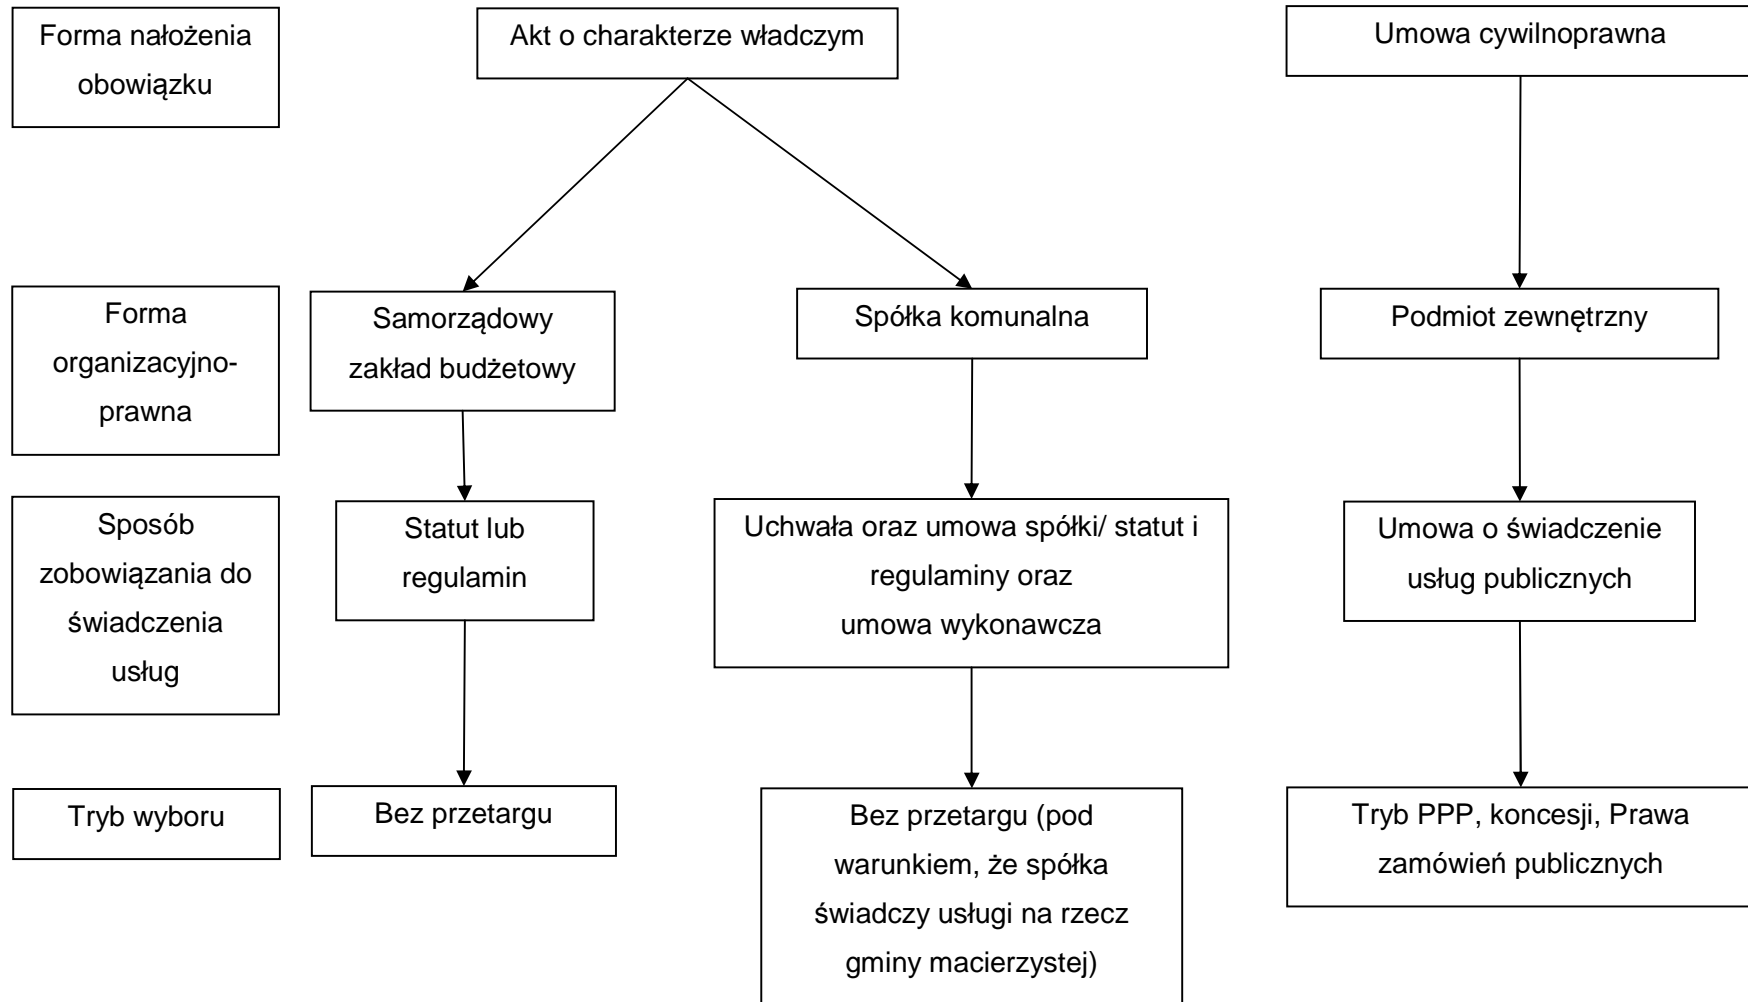 Forma nałożenia
obowiązku
Akt o charakterze władczym
Umowa cywilnoprawna
Forma
organizacyjno-
prawna
Samorządowy
zakład budżetowy
Spółka komunalna
Podmiot zewnętrzny
Sposób
zobowiązania do
świadczenia
usług
Statut lub
regulamin
Uchwała oraz umowa spółki/ statut i
regulaminy oraz
umowa wykonawcza
Umowa o świadczenie
usług publicznych
Tryb wyboru
Bez przetargu
Bez przetargu (pod
warunkiem, że spółka
świadczy usługi na rzecz
gminy macierzystej)
Tryb PPP, koncesji, Prawa
zamówień publicznych